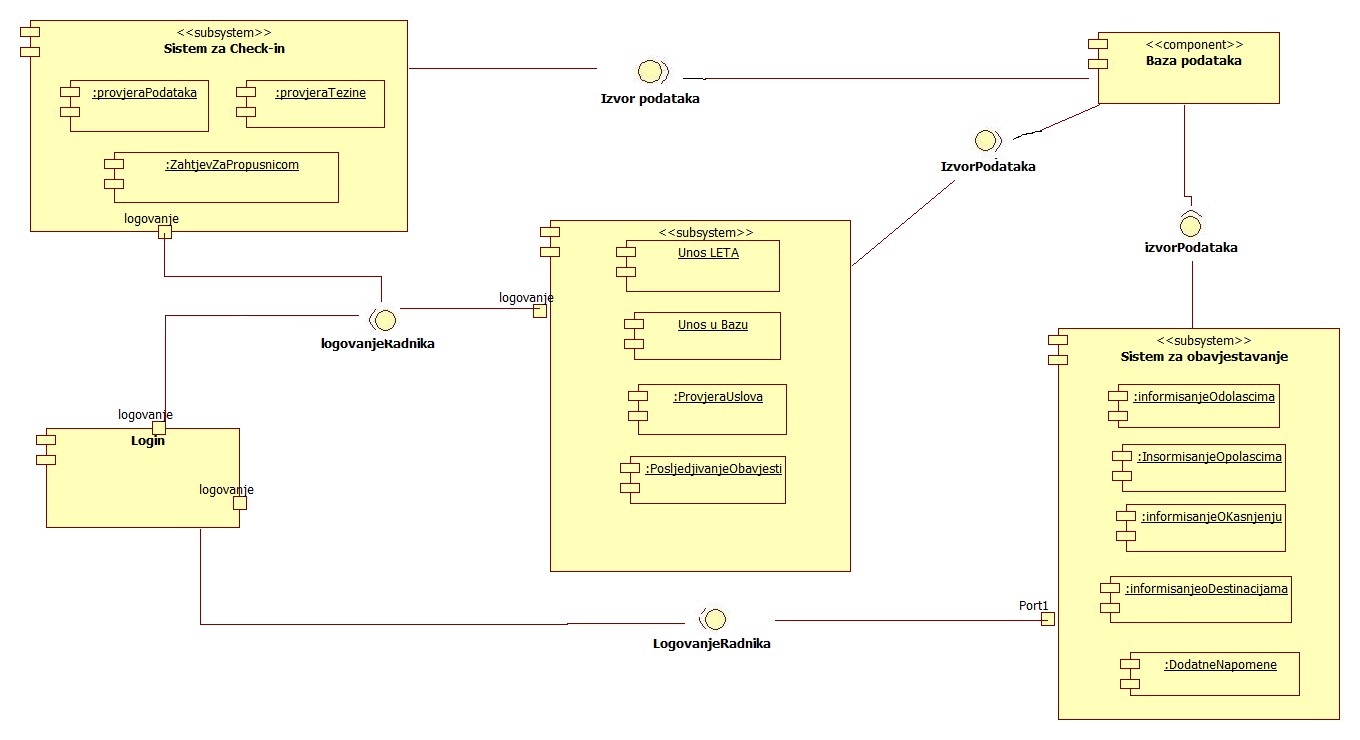 <<subsystem>>
Sistem za Check-in
:provjeraPodataka
:provjeraTezine
:ZahtjevZaPropusnicom
logovanje
Izvor podataka
<<component>>
Baza podataka
IzvorPodataka
izvorPodataka
<<subsystem>>
Unos LETA
Unos u Bazu
:ProvjeraUslova
:PosljedjivanjeObavjesti
logovanje
logovanjeRadnika
logovanje
Login
logovanje
LogovanjeRadnika
Port1
<<subsystem>>
Sistem za obavjestavanje
:informisanjeOdolascima
:InsormisanjeOpolascima
:informisanjeOKasnjenju
:informisanjeoDestinacijama
:DodatneNapomene